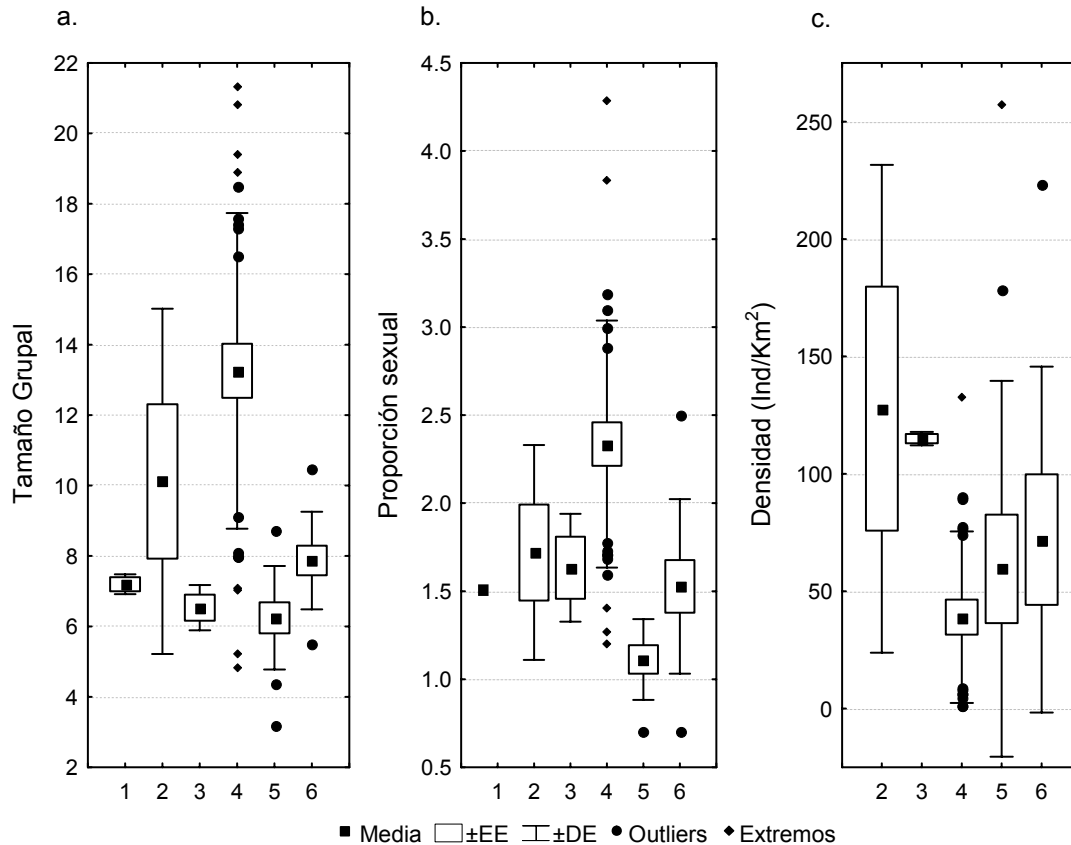 a.
Tamaño Grupal
22
20
18
16
14
12
10
8
6
4
2
1 2 3 4 5 6
b.
Proporción sexual
4.5
4.0
3.5
3.0
2.5
2.0
1.5
1.0
0.5
1 2 3 4 5 6
c.
Densidad (Ind/Km²)
250
200
150
100
50
0
2 3 4 5 6
Media ±EE ±DE Outliers Extremos